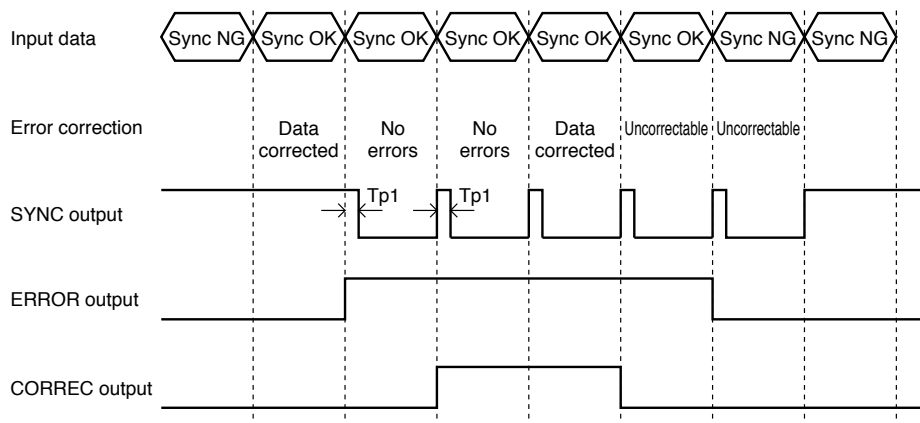 Input data
Sync NG Sync OK Sync OK Sync OK Sync OK Sync OK Sync NG Sync NG
Error correction
Data corrected
No errors
No errors
Data corrected
Uncorrectable
Uncorrectable
SYNC output
Tp1
Tp1
ERROR output
CORREC output